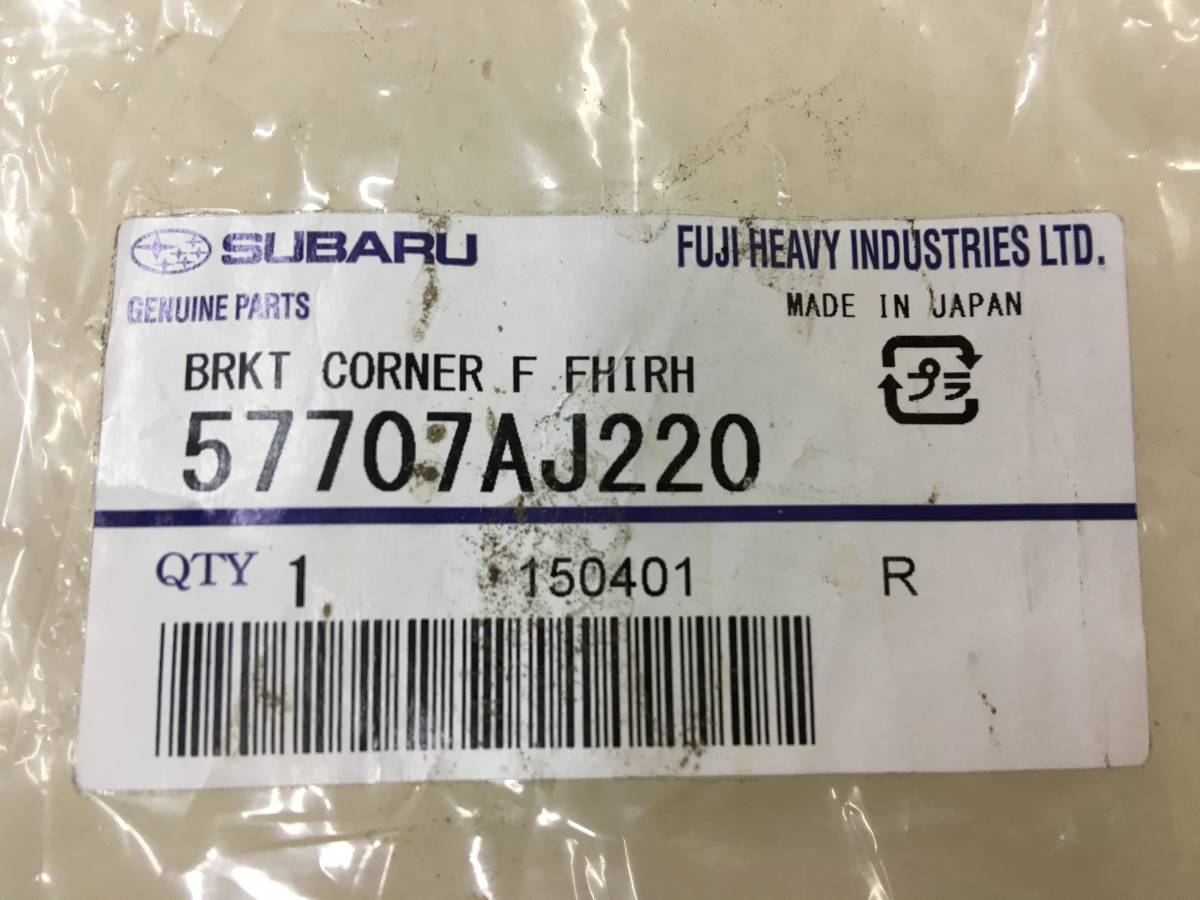 SUBARU
FUJI HEAVY INDUSTRIES LTD.
GENUINE PARTS
MADE IN JAPAN
BRKT CORNER F FHIRH
プラ
57707AJ220
QTY 1 150401 R